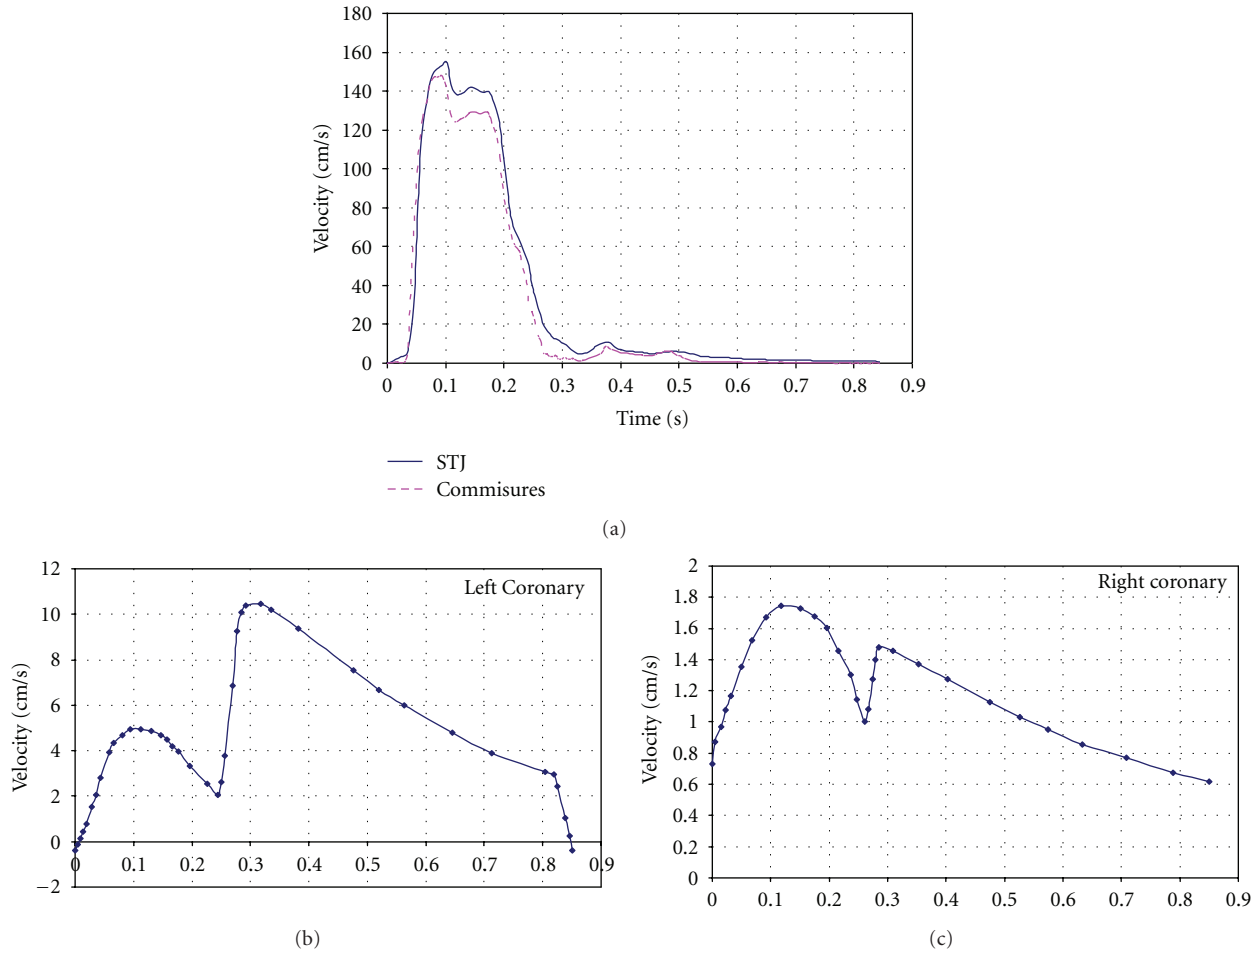 180
160
140
120
100
80
60
40
20
0
Velocity (cm/s)
0 0.1 0.2 0.3 0.4 0.5 0.6 0.7 0.8 0.9
Time (s)
STJ
Commisures
(a)
Left Coronary
12
10
8
6
4
2
0
−2
Velocity (cm/s)
0 0.1 0.2 0.3 0.4 0.5 0.6 0.7 0.8 0.9
(b)
Right coronary
2
1.8
1.6
1.4
1.2
1
0.8
0.6
0.4
0.2
0
Velocity (cm/s)
0 0.1 0.2 0.3 0.4 0.5 0.6 0.7 0.8 0.9
(c)